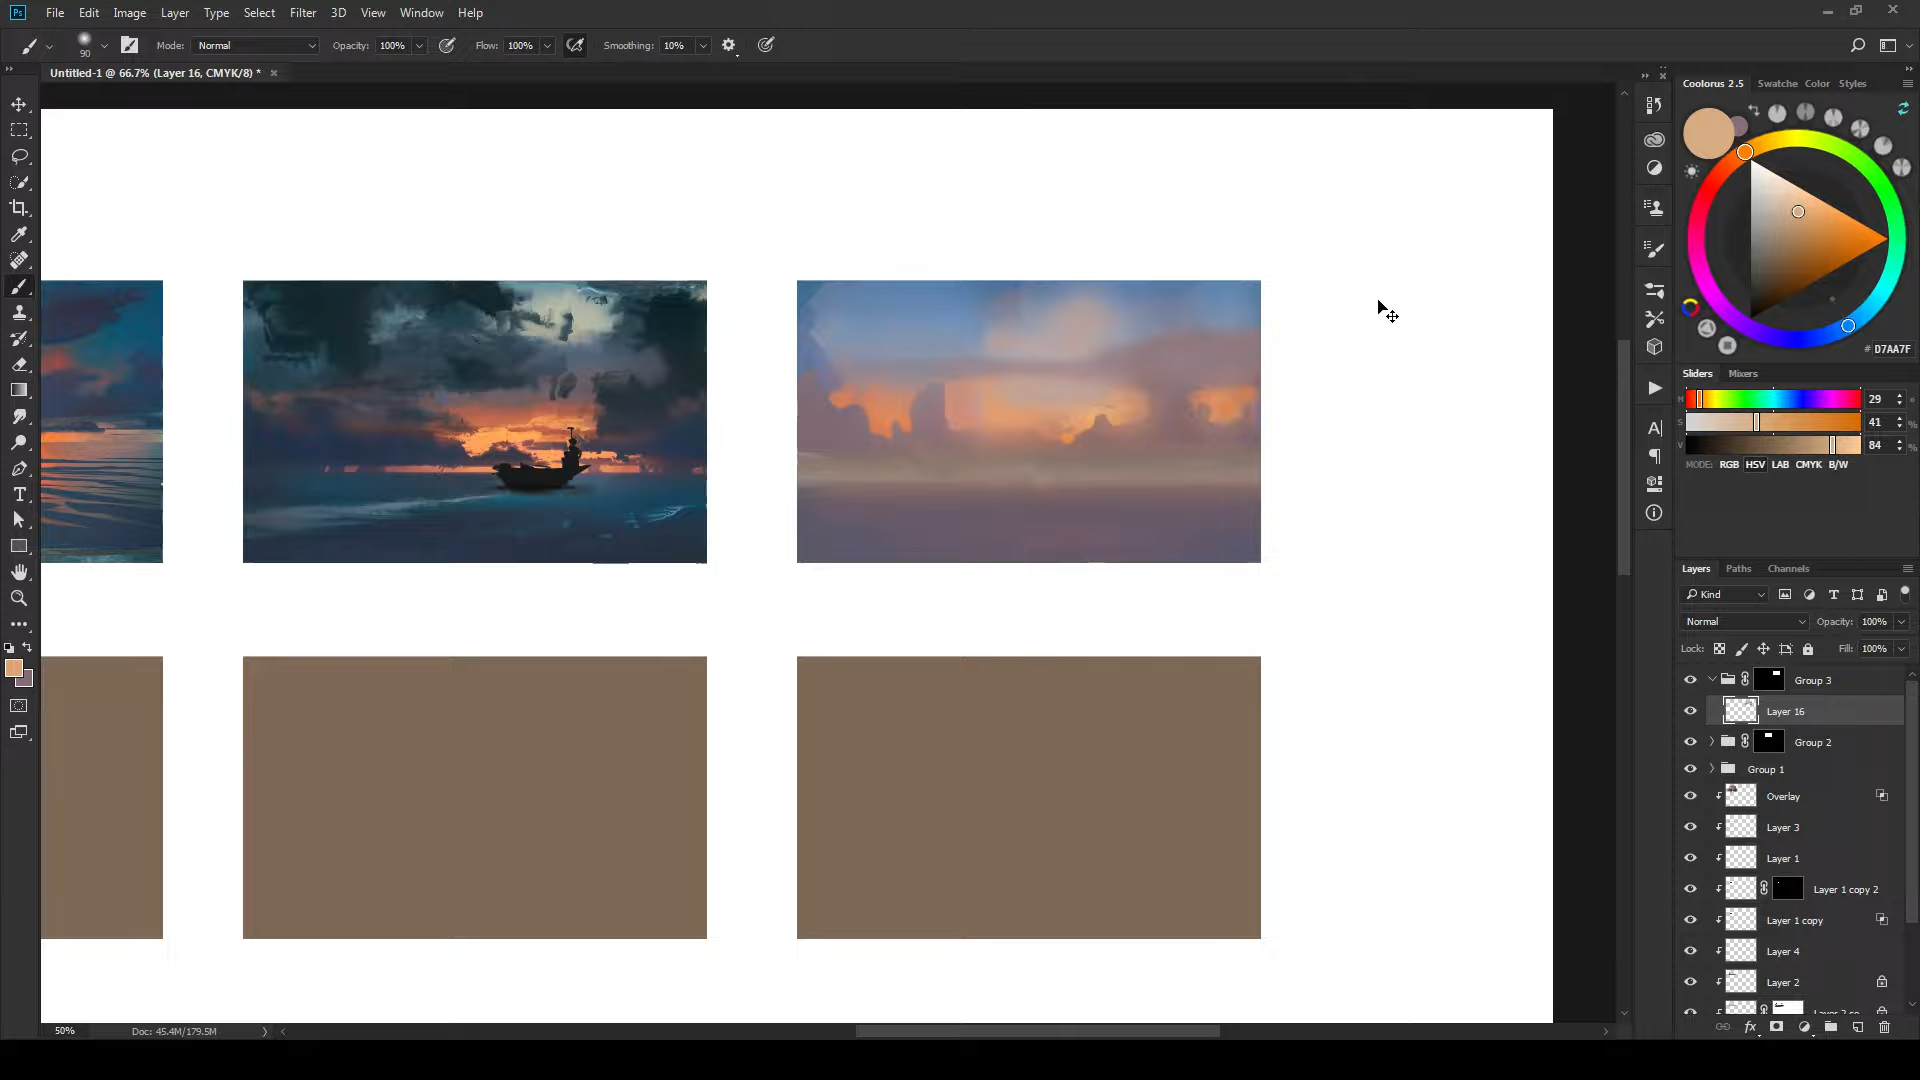 Ps File Edit Image Layer Type Select Filter 3D View Window Help
90 Mode: Normal Opacity: 100% Flow: 100% Smoothing: 10%
Untitled-1 @ 66.7% (Layer 16, CMYK/8) *
Coolorus 2.5 Swatche Color Styles
# D7AA7F
Sliders Mixers
H 29 °
S 41 %
V 84 %
MODE: RGB HSV LAB CMYK B/W
Layers Paths Channels
Kind
Normal Opacity: 100%
Lock: Fill: 100%
Group 3
Layer 16
Group 2
Group 1
Overlay
Layer 3
Layer 1
Layer 1 copy 2
Layer 1 copy
Layer 4
Layer 2
50% Doc: 45.4M/179.5M
fx